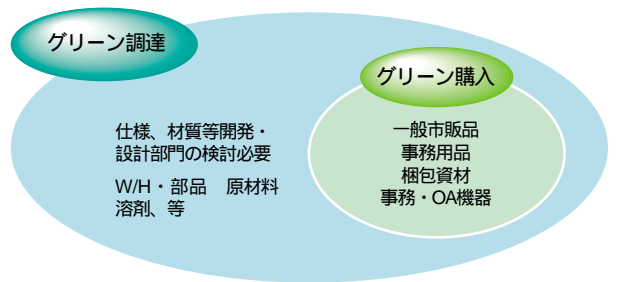 グリーン調達
仕様、材質等開発・
設計部門の検討必要
W/H・部品　原材料
溶剤、等
グリーン購入
一般市販品
事務用品
梱包資材
事務・OA機器